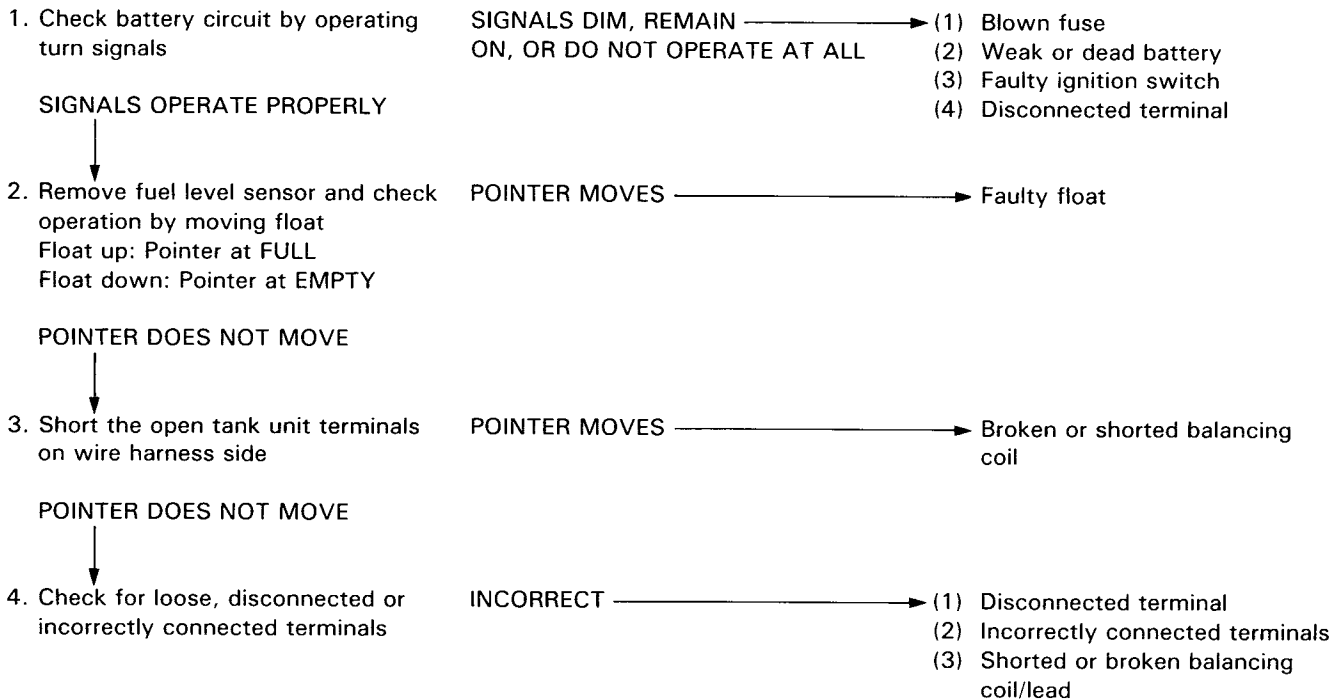 1. Check battery circuit by operating
turn signals
SIGNALS DIM, REMAIN
ON, OR DO NOT OPERATE AT ALL
(1) Blown fuse
(2) Weak or dead battery
(3) Faulty ignition switch
(4) Disconnected terminal
SIGNALS OPERATE PROPERLY
2. Remove fuel level sensor and check
operation by moving float
Float up: Pointer at FULL
Float down: Pointer at EMPTY
POINTER MOVES
Faulty float
POINTER DOES NOT MOVE
3. Short the open tank unit terminals
on wire harness side
POINTER MOVES
Broken or shorted balancing
coil
POINTER DOES NOT MOVE
4. Check for loose, disconnected or
incorrectly connected terminals
INCORRECT
(1) Disconnected terminal
(2) Incorrectly connected terminals
(3) Shorted or broken balancing
coil/lead